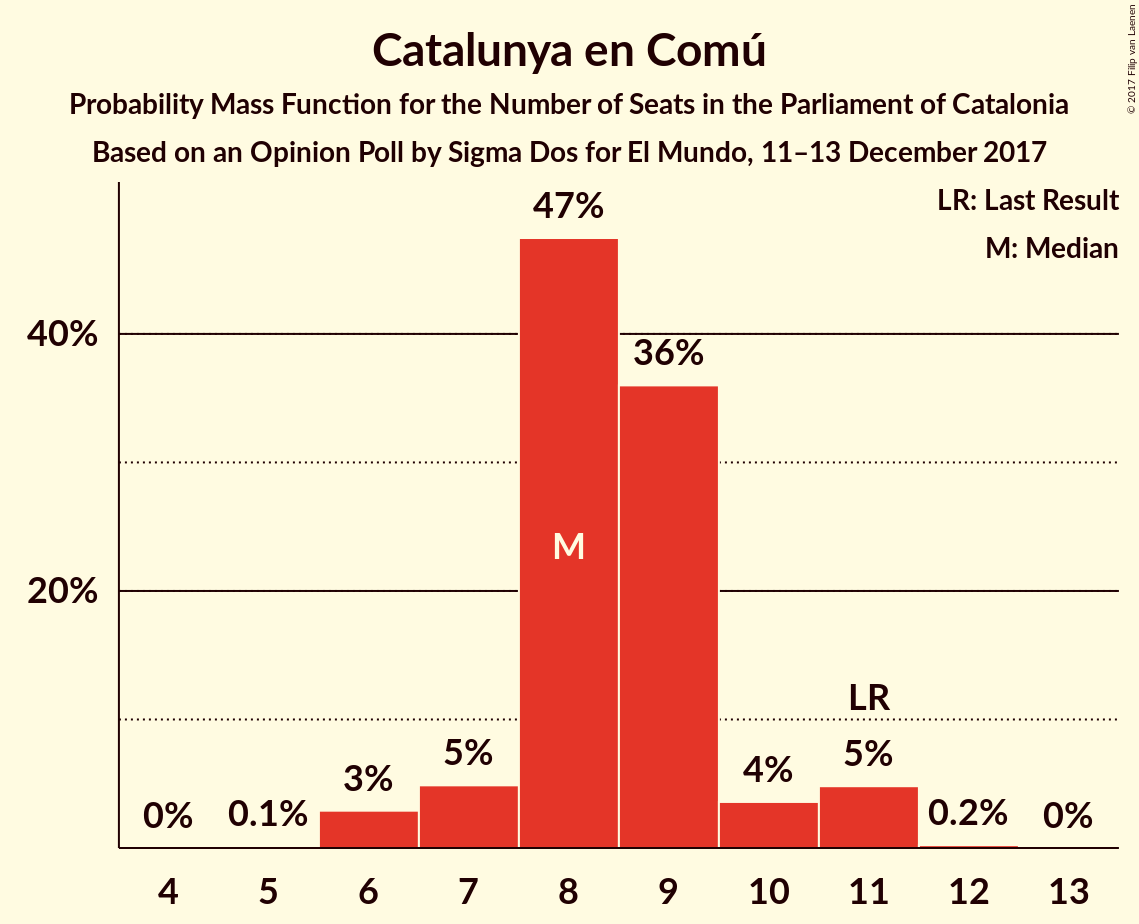 Catalunya en Comú
Probability Mass Function for the Number of Seats in the Parliament of Catalonia
Based on an Opinion Poll by Sigma Dos for El Mundo, 11–13 December 2017
© 2017 Filip van Laenen
LR: Last Result
M: Median
47%
40%
36%
M
20%
LR
0%
0.1%
3%
5%
4%
5%
0.2%
0%
4 5 6 7 8 9 10 11 12 13